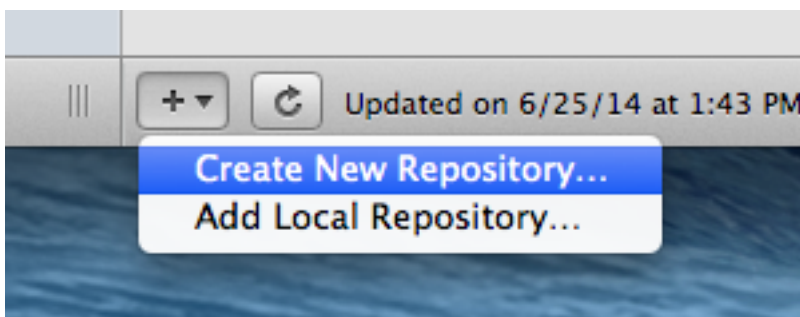 Updated on 6/25/14 at 1:43 PM
Create New Repository...
Add Local Repository...